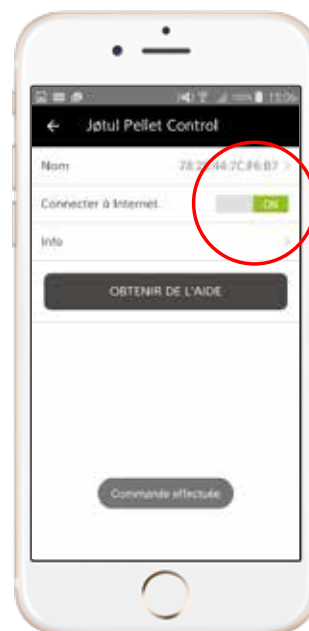 Jøtul Pellet Control
Nom
Connecter à Internet
ON
Info
OBTENIR DE L'AIDE
Commande effectuée